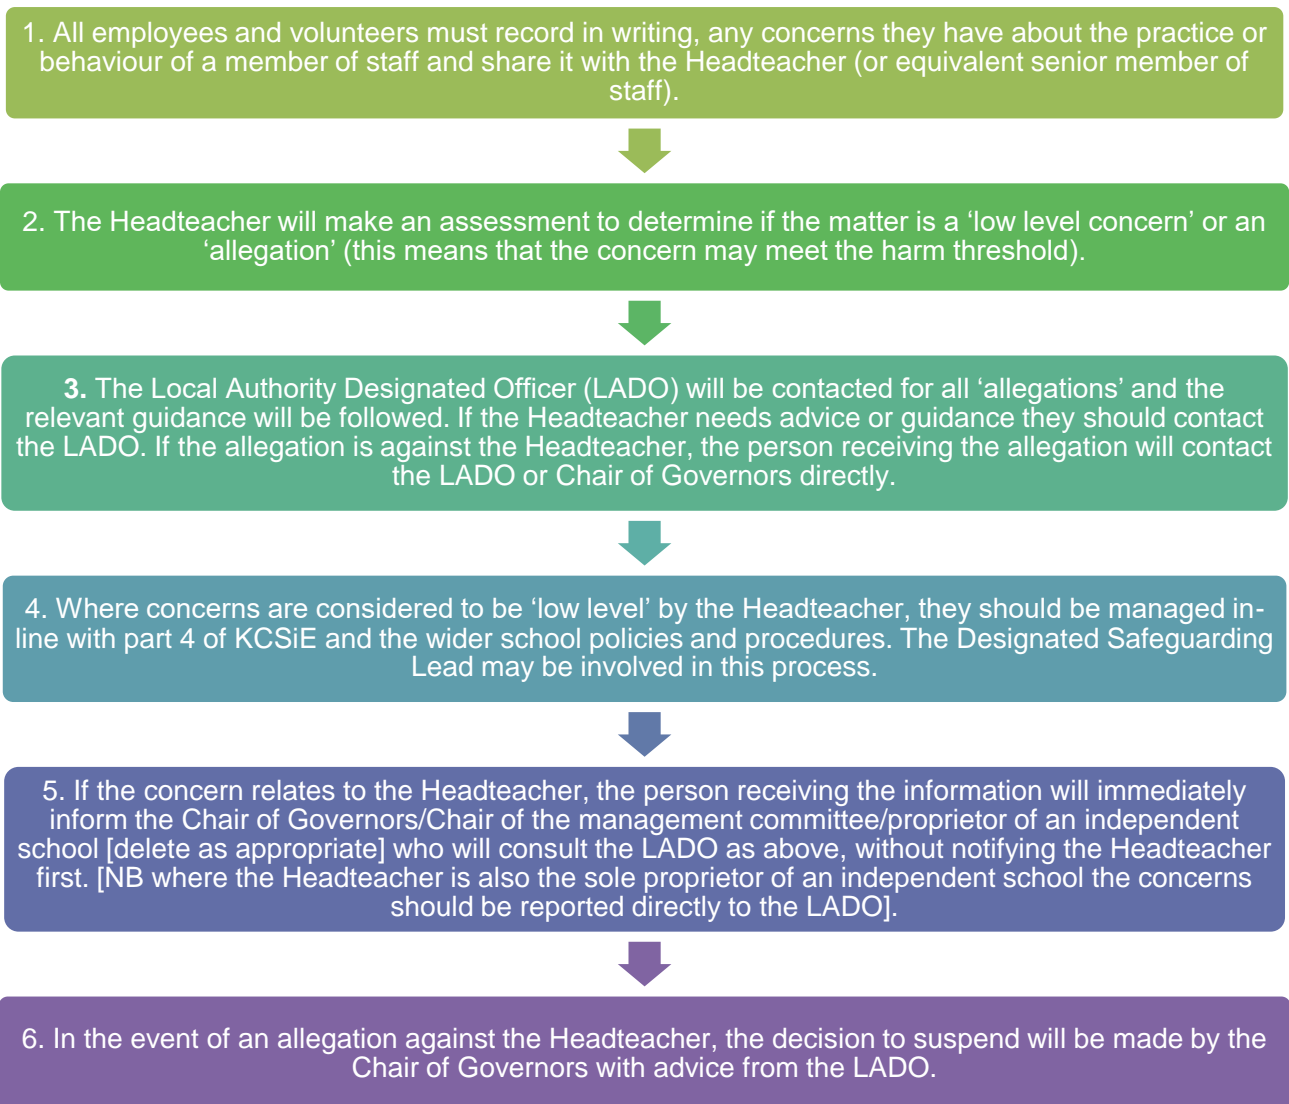 1. All employees and volunteers must record in writing, any concerns they have about the practice or
behaviour of a member of staff and share it with the Headteacher (or equivalent senior member of
staff).
2. The Headteacher will make an assessment to determine if the matter is a ‘low level concern’ or an
‘allegation’ (this means that the concern may meet the harm threshold).
3. The Local Authority Designated Officer (LADO) will be contacted for all ‘allegations’ and the
relevant guidance will be followed. If the Headteacher needs advice or guidance they should contact
the LADO. If the allegation is against the Headteacher, the person receiving the allegation will contact
the LADO or Chair of Governors directly.
4. Where concerns are considered to be ‘low level’ by the Headteacher, they should be managed in-
line with part 4 of KCSiE and the wider school policies and procedures. The Designated Safeguarding
Lead may be involved in this process.
5. If the concern relates to the Headteacher, the person receiving the information will immediately
inform the Chair of Governors/Chair of the management committee/proprietor of an independent
school [delete as appropriate] who will consult the LADO as above, without notifying the Headteacher
first. [NB where the Headteacher is also the sole proprietor of an independent school the concerns
should be reported directly to the LADO].
6. In the event of an allegation against the Headteacher, the decision to suspend will be made by the
Chair of Governors with advice from the LADO.